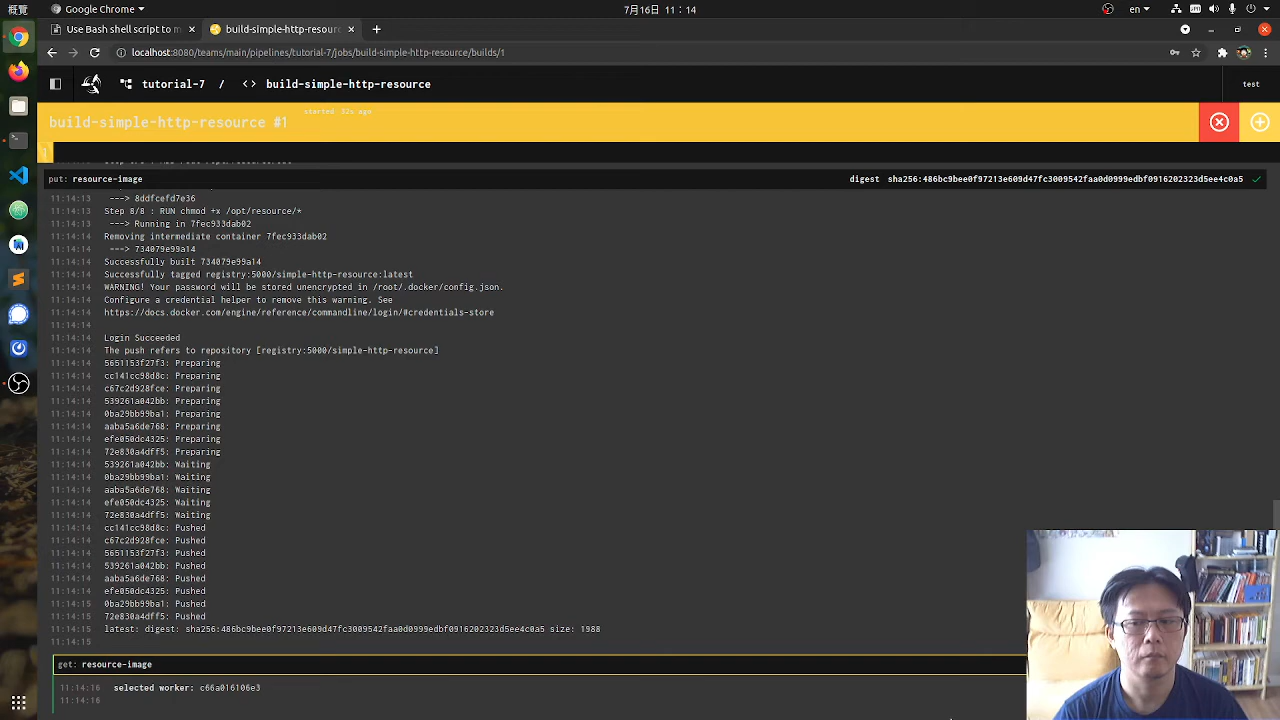 概覽
Google Chrome
7月16日 11：14
en
Use Bash shell script to m
build-simple-http-resourc
localhost:8080/teams/main/pipelines/tutorial-7/jobs/build-simple-http-resource/builds/1
tutorial-7 / build-simple-http-resource
test
build-simple-http-resource #1
started 32s ago
1
put: resource-image
digest sha256:486bc9bee0f97213e609d47fc3009542faa0d0999edbf0916202323d5ee4c0a5
11:14:13 ---> 8ddfcefd7e36
11:14:13 Step 8/8 : RUN chmod +x /opt/resource/*
11:14:13 ---> Running in 7fec933dab02
11:14:14 Removing intermediate container 7fec933dab02
11:14:14 ---> 734079e99a14
11:14:14 Successfully built 734079e99a14
11:14:14 Successfully tagged registry:5000/simple-http-resource:latest
11:14:14 WARNING! Your password will be stored unencrypted in /root/.docker/config.json.
11:14:14 Configure a credential helper to remove this warning. See
11:14:14 https://docs.docker.com/engine/reference/commandline/login/#credentials-store
11:14:14
11:14:14 Login Succeeded
11:14:14 The push refers to repository [registry:5000/simple-http-resource]
11:14:14 5651153f27f3: Preparing
11:14:14 cc141cc98d8c: Preparing
11:14:14 c67c2d928fce: Preparing
11:14:14 539261a042bb: Preparing
11:14:14 0ba29bb99ba1: Preparing
11:14:14 aaba5a6de768: Preparing
11:14:14 efe050dc4325: Preparing
11:14:14 72e830a4dff5: Preparing
11:14:14 539261a042bb: Waiting
11:14:14 0ba29bb99ba1: Waiting
11:14:14 aaba5a6de768: Waiting
11:14:14 efe050dc4325: Waiting
11:14:14 72e830a4dff5: Waiting
11:14:14 cc141cc98d8c: Pushed
11:14:14 c67c2d928fce: Pushed
11:14:14 5651153f27f3: Pushed
11:14:14 539261a042bb: Pushed
11:14:14 aaba5a6de768: Pushed
11:14:14 efe050dc4325: Pushed
11:14:15 0ba29bb99ba1: Pushed
11:14:15 72e830a4dff5: Pushed
11:14:15 latest: digest: sha256:486bc9bee0f97213e609d47fc3009542faa0d0999edbf0916202323d5ee4c0a5 size: 1988
11:14:15
get: resource-image
11:14:16 selected worker: c66a016106e3
11:14:16